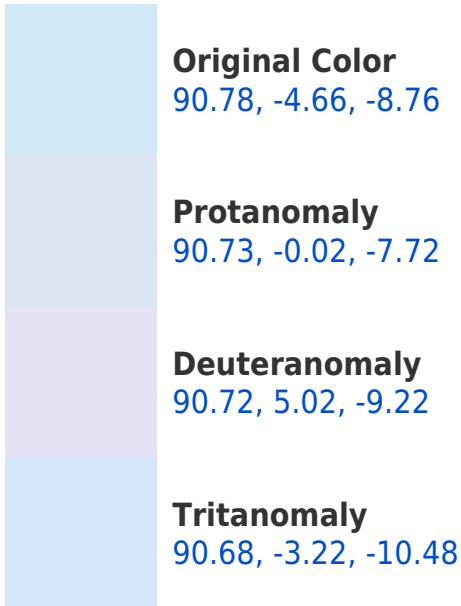 Original Color
90.78, -4.66, -8.76
Protanomaly
90.73, -0.02, -7.72
Deuteranomaly
90.72, 5.02, -9.22
Tritanomaly
90.68, -3.22, -10.48